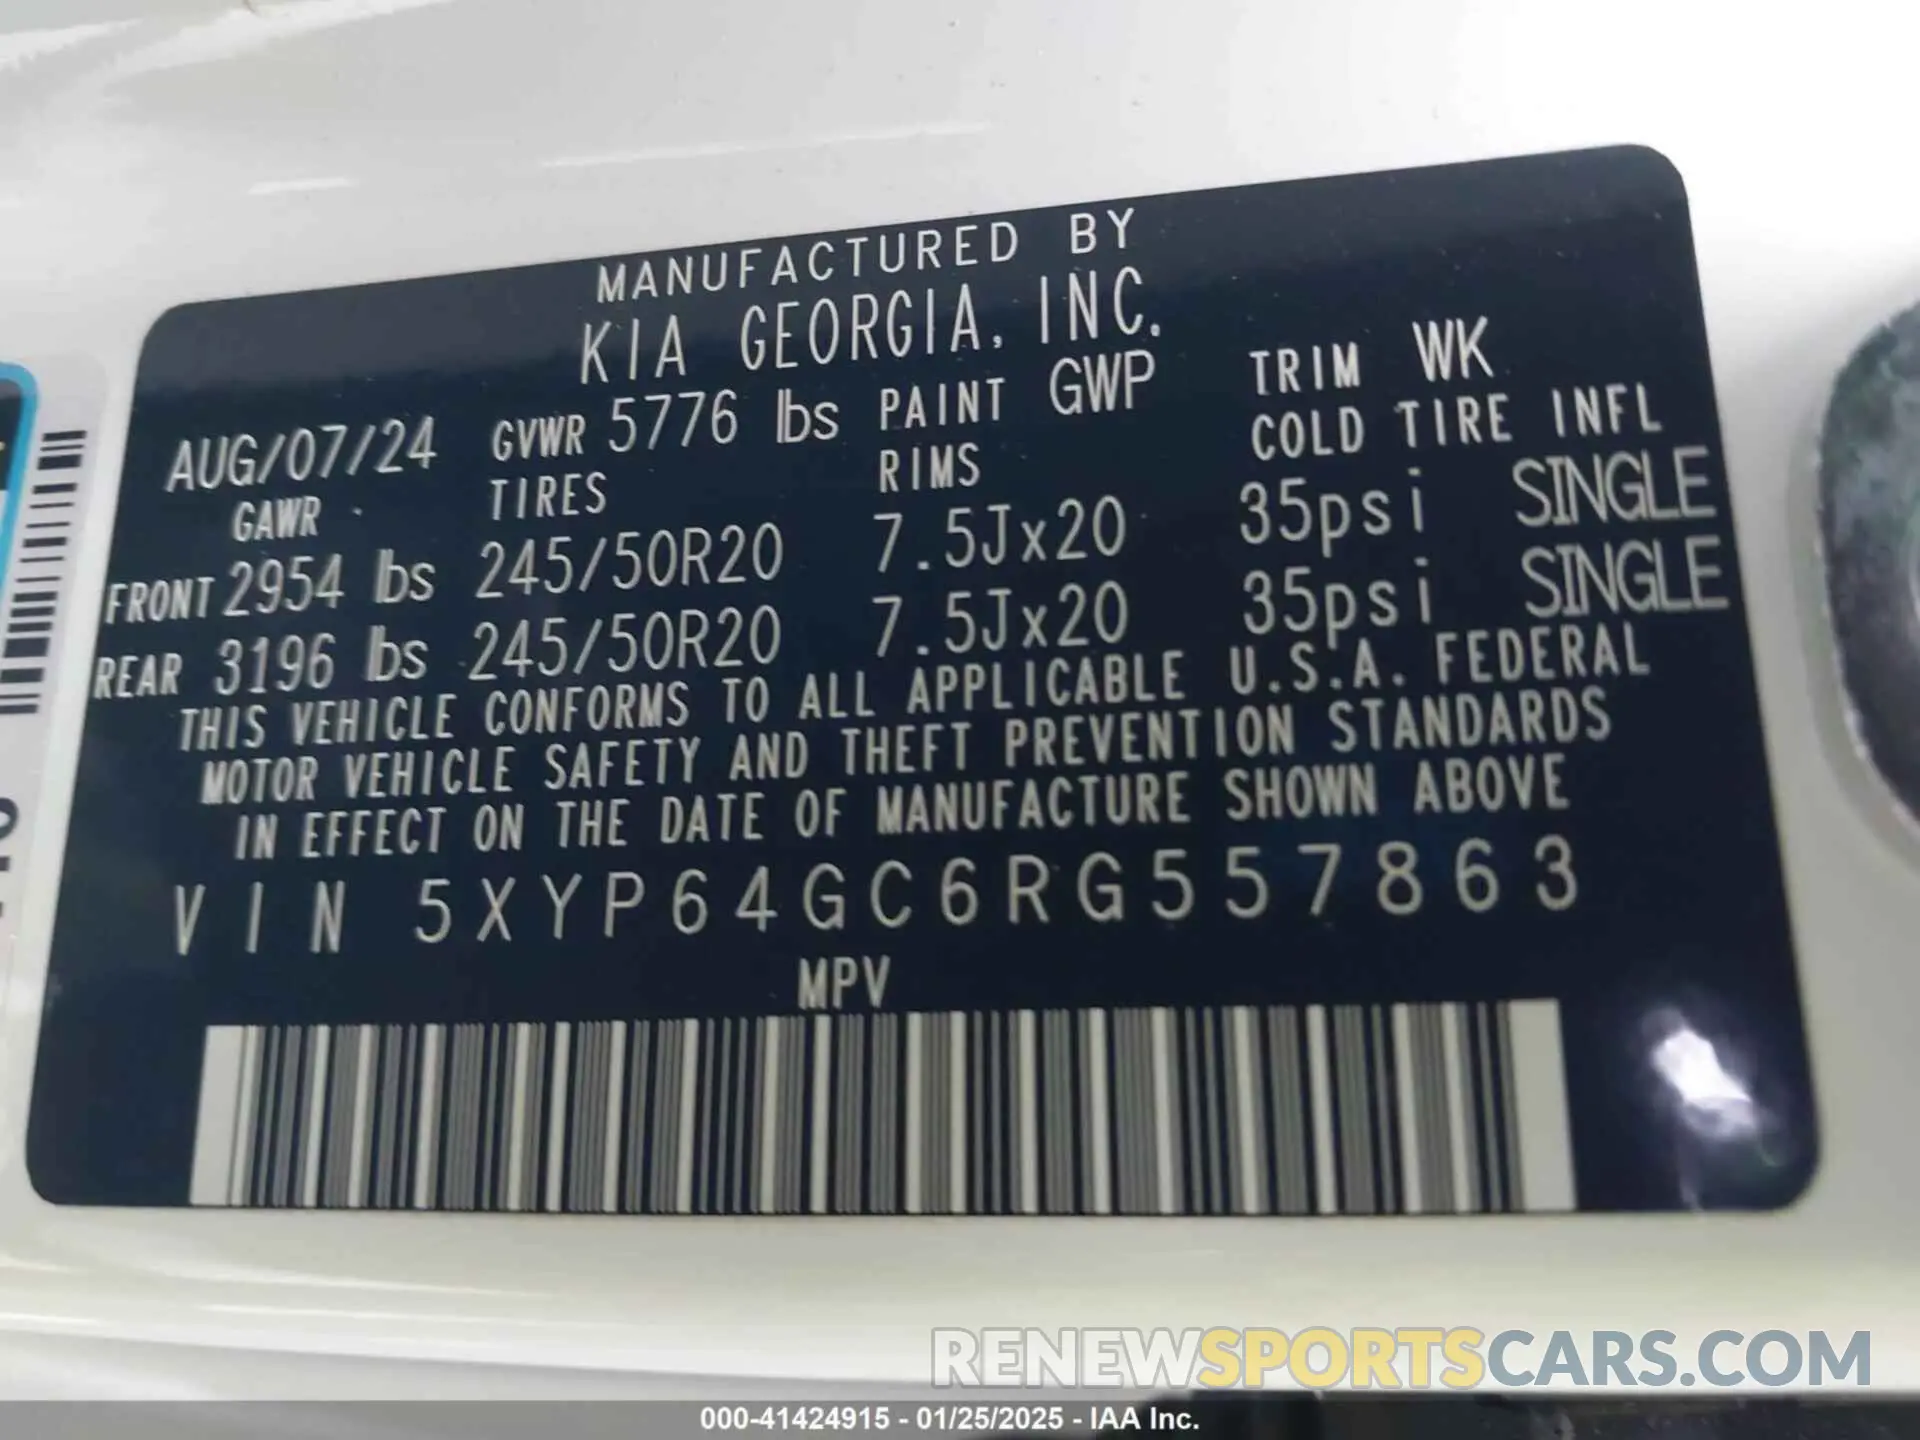 MANUFACTURED BY
KIA GEORGIA, INC.
AUG/07/24 GVWR 5776 lbs PAINT GWP TRIM WK
GAWR TIRES RIMS COLD TIRE INFL
FRONT 2954 lbs 245/50R20 7.5Jx20 35psi SINGLE
REAR 3196 lbs 245/50R20 7.5Jx20 35psi SINGLE
THIS VEHICLE CONFORMS TO ALL APPLICABLE U.S.A. FEDERAL
MOTOR VEHICLE SAFETY AND THEFT PREVENTION STANDARDS
IN EFFECT ON THE DATE OF MANUFACTURE SHOWN ABOVE
VIN 5XYP64GC6RG557863
MPV
RENEWSPORTSCARS.COM
000-41424915 - 01/25/2025 - IAA Inc.